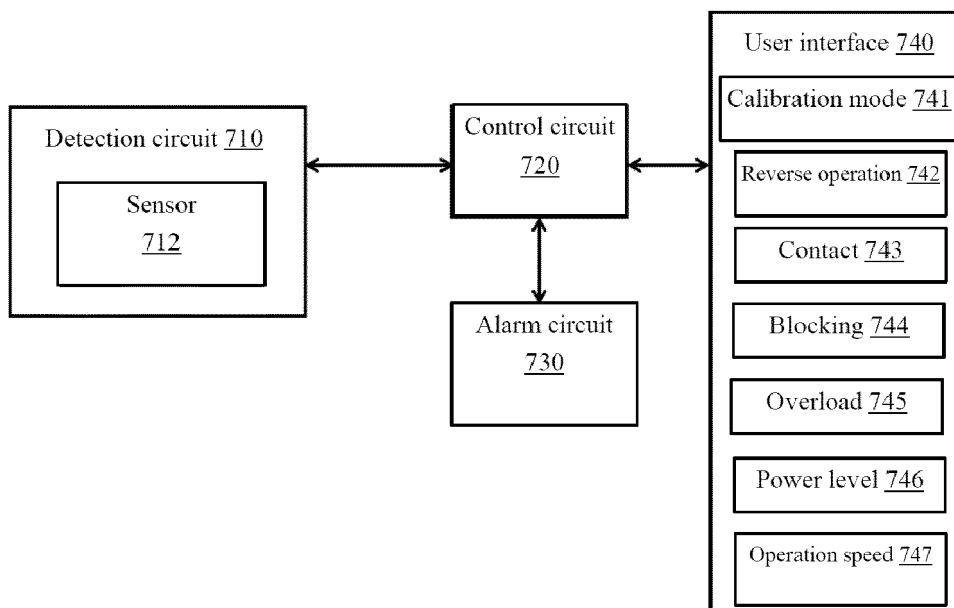 Detection circuit 710
Sensor
712
Control circuit
720
Alarm circuit
730
User interface 740
Calibration mode 741
Reverse operation 742
Contact 743
Blocking 744
Overload 745
Power level 746
Operation speed 747